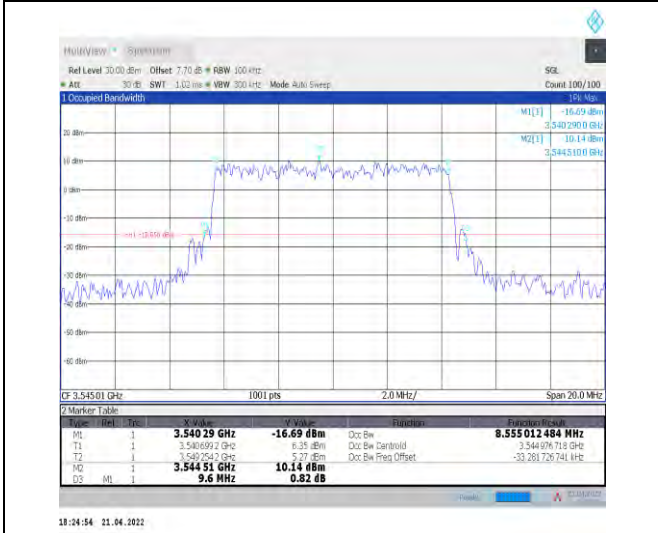 MultiView Spectrum
Ref Level 30.00 dBm Offset 7.70 dB RBW 100 kHz SGL
Att 30 dB SWT 1.02 ms VBW 300 kHz Mode Auto Sweep Count 100/100
1 Occupied Bandwidth 1Pk Max
M1[1] -16.69 dBm
3.540 290 0 GHz
M2[1] 10.14 dBm
3.544 510 0 GHz
20 dBm
10 dBm
0 dBm
-10 dBm
-20 dBm
-30 dBm
-40 dBm
-50 dBm
-60 dBm
CF 3.54501 GHz 1001 pts 2.0 MHz/ Span 20.0 MHz
2 Marker Table
Type Ref Trc X-Value Y-Value Function Function Result
M1 1 3.540 29 GHz -16.69 dBm Occ Bw 8.555 012 484 MHz
T1 1 3.5406992 GHz 6.35 dBm Occ Bw Centroid 3.544 976 718 GHz
T2 1 3.5492542 GHz 5.27 dBm Occ Bw Freq Offset -33.281 726 741 kHz
M2 1 3.544 51 GHz 10.14 dBm
D3 M1 1 9.6 MHz 0.82 dB
18:24:54 21.04.2022